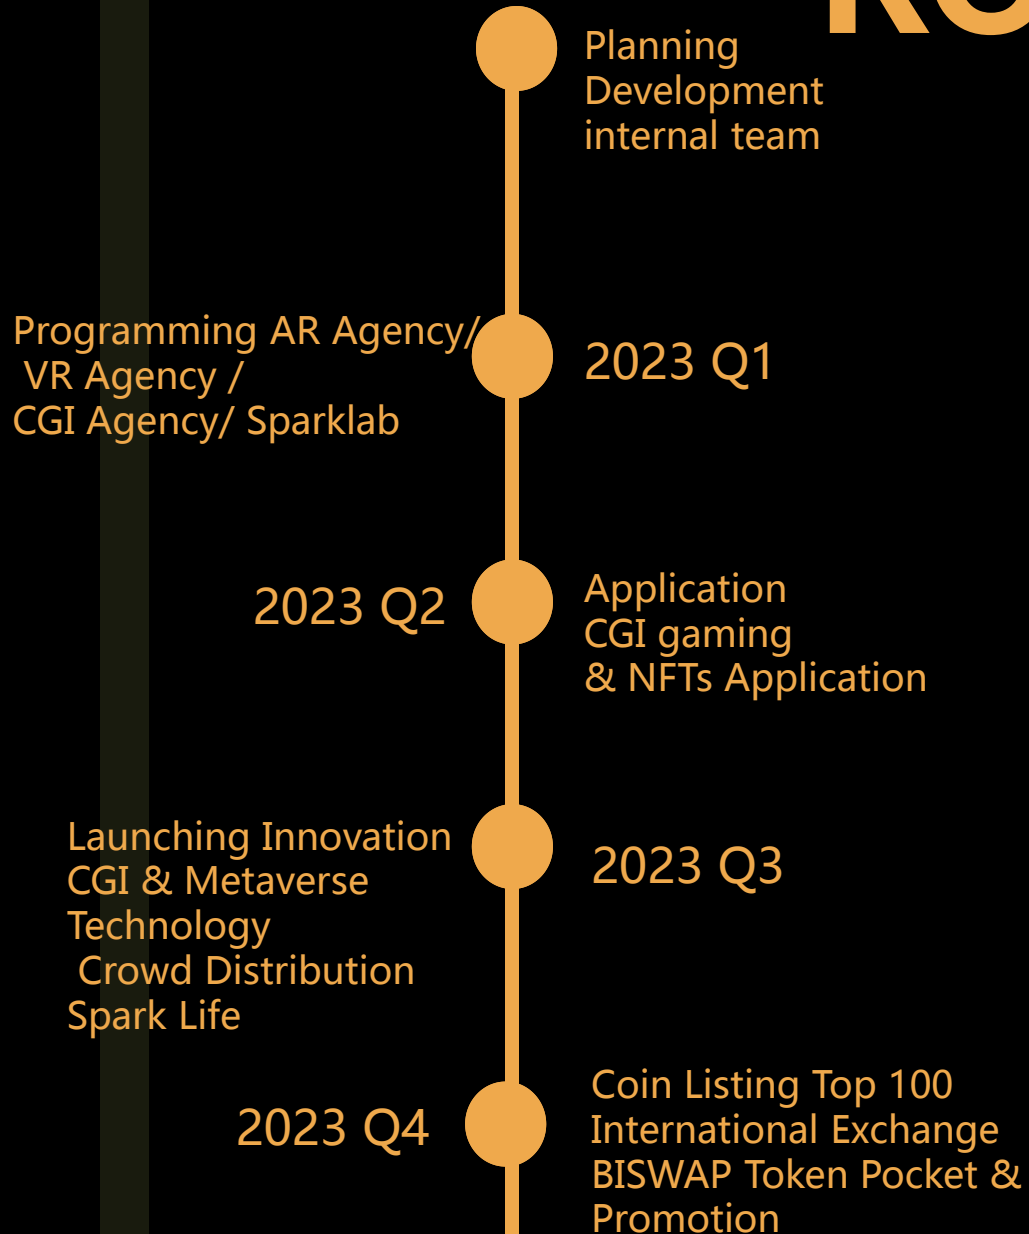 Planning
Development
internal team
Programming AR Agency/
VR Agency /
CGI Agency/ Sparklab
2023 Q1
2023 Q2
Application
CGI gaming
& NFTs Application
Launching Innovation
CGI & Metaverse
Technology
Crowd Distribution
Spark Life
2023 Q3
2023 Q4
Coin Listing Top 100
International Exchange
BISWAP Token Pocket &
Promotion